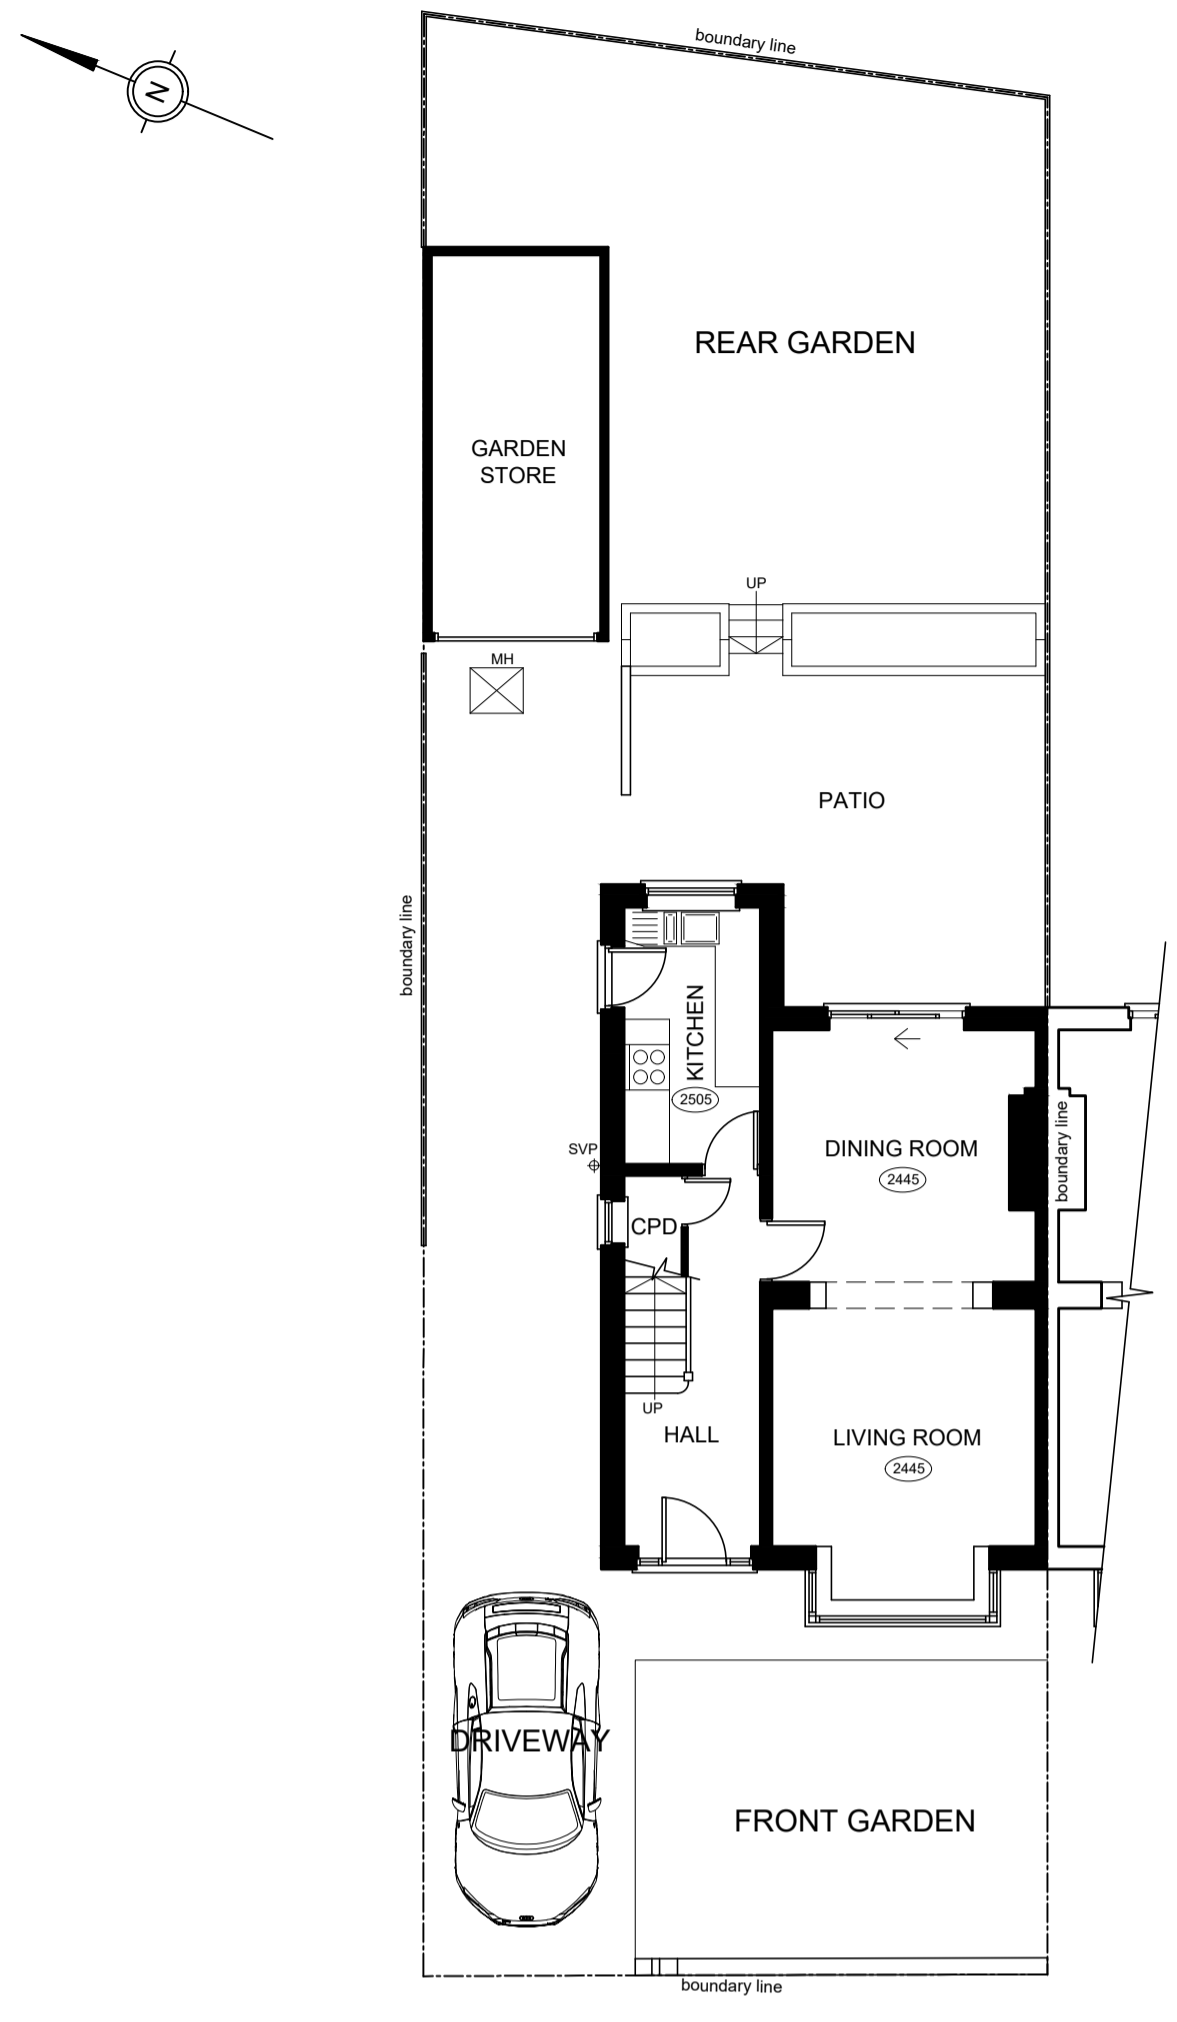 boundary line
N
REAR GARDEN
GARDEN
STORE
UP
MH
PATIO
boundary line
KITCHEN
2505
boundary line
SVP
DINING ROOM
2445
CPD
UP
HALL
LIVING ROOM
2445
DRIVEWAY
FRONT GARDEN
boundary line